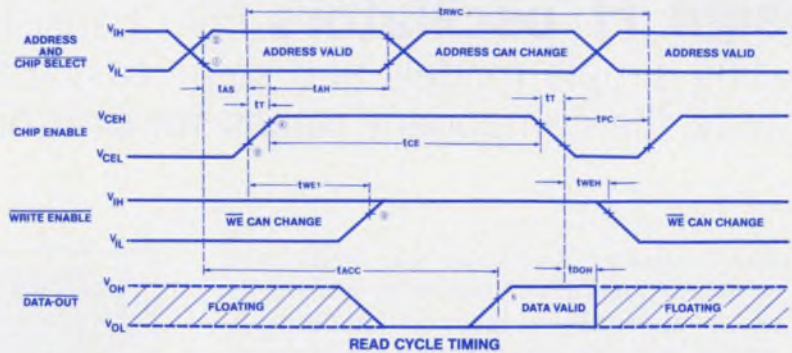 tRWC
ADDRESS AND CHIP SELECT
VIH
VIL
② ①
ADDRESS VALID
ADDRESS CAN CHANGE
ADDRESS VALID
tAS
tT
tAH
tT
tPC
CHIP ENABLE
VCEH
VCEL
tCE
tWE1
tWEH
WRITE ENABLE
VIH
VIL
WE CAN CHANGE
WE CAN CHANGE
tACC
tDOH
DATA-OUT
VOH
VOL
FLOATING
DATA VALID
FLOATING
READ CYCLE TIMING